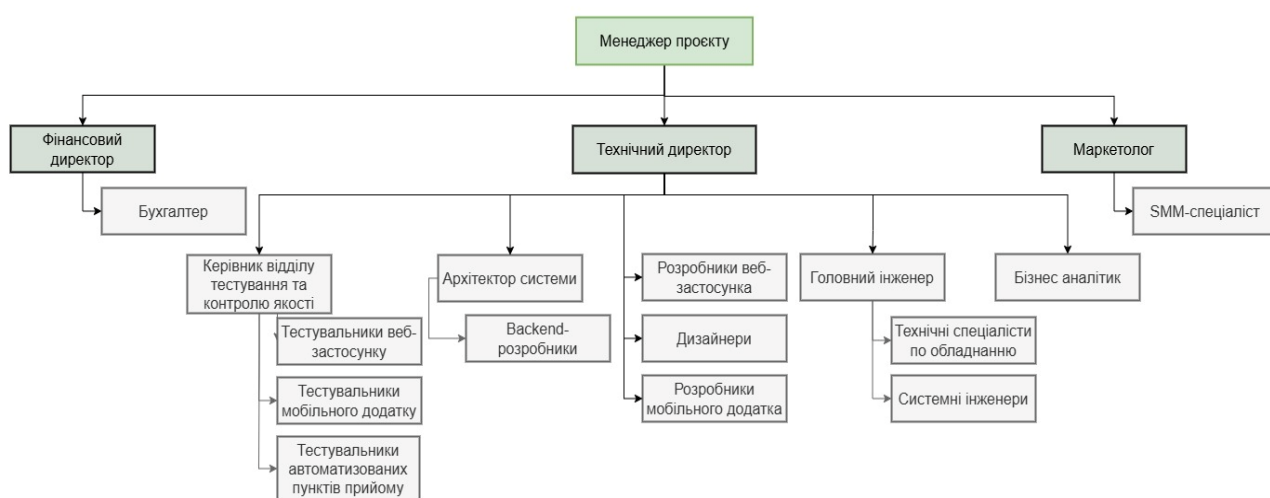 Менеджер проєкту
Фінансовий
директор
Технічний директор
Маркетолог
Бухгалтер
SMM-спеціаліст
Керівник відділу
тестування та
контролю якості
Архітектор системи
Розробники веб-
застосунка
Головний інженер
Бізнес аналітик
Тестувальники веб-
застосунку
Backend-
розробники
Дизайнери
Технічні спеціалісти
по обладнанню
Тестувальники
мобільного додатку
Розробники
мобільного додатка
Системні інженери
Тестувальники
автоматизованих
пунктів прийому